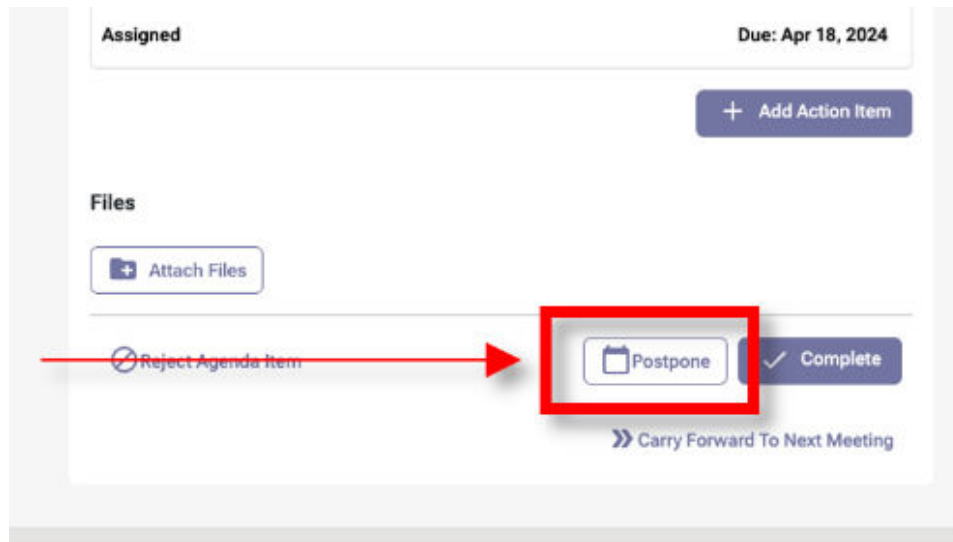 Assigned
Due: Apr 18, 2024
Add Action Item
Files
Attach Files
Reject Agenda Item
Postpone
Complete
Carry Forward To Next Meeting